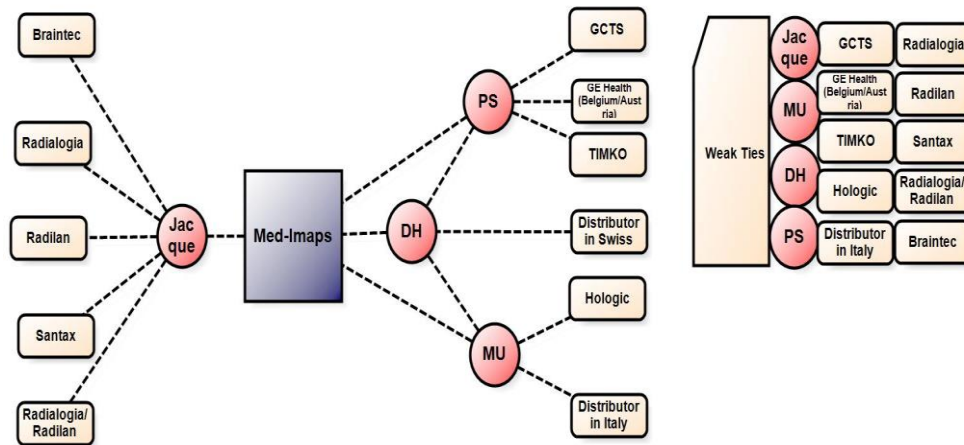 Braintec
Radialogia
Radilan
Santax
Radialogia/
Radilan
Jac
que
Med-Imaps
PS
DH
MU
GCTS
GE Health
(Belgium/Aust
ria)
TIMKO
Distributor
in Swiss
Hologic
Distributor
in Italy
Weak Ties
Jac
que
MU
DH
PS
GCTS
GE Health
(Belgium/Aust
ria)
TIMKO
Hologic
Distributor
in Italy
Radialogia
Radilan
Santax
Radialogia/
Radilan
Braintec